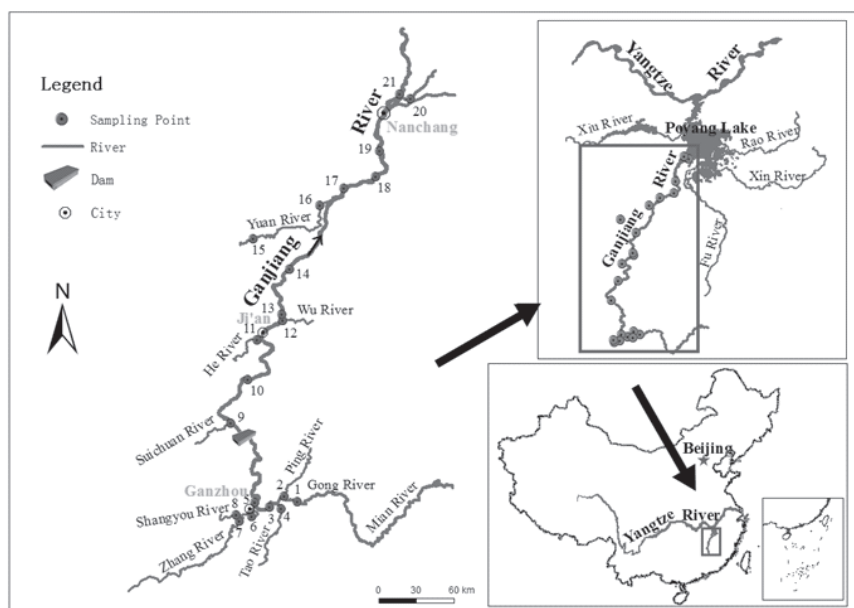 Legend
Sampling Point
River
Dam
City
N
21
20
River
Nanchang
19
18
17
16
Yuan River
15
Ganjiang
14
13
Wu River
Ji'an
12
11
He River
10
9
Suichuan River
Ping River
Ganzhou
5
2
1
Gong River
Shangyou River
8
7
6
3
4
Mian River
Zhang River
Tao River
0
30
60 km
Yangtze
River
Xiu River
Poyang Lake
Rao River
River
Xin River
Ganjiang
Fu River
Beijing
Yangtze
River